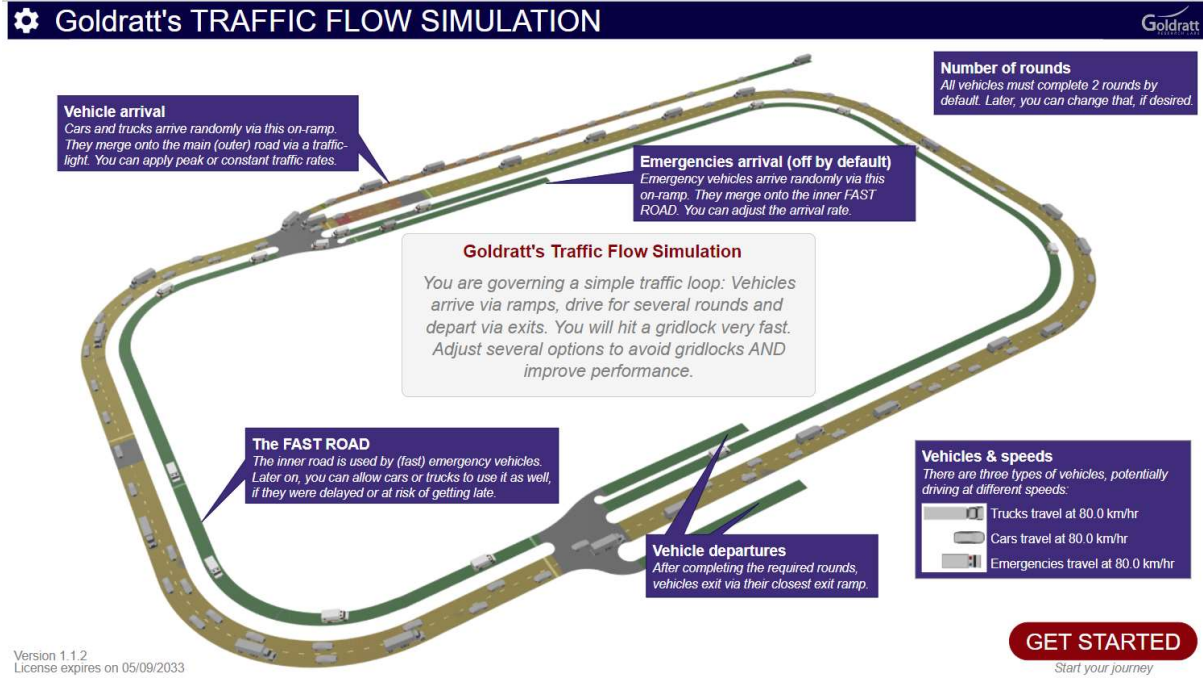 Goldratt's TRAFFIC FLOW SIMULATION
Goldratt
RESEARCH LABS
Number of rounds
All vehicles must complete 2 rounds by
default. Later, you can change that, if desired.
Vehicle arrival
Cars and trucks arrive randomly via this on-ramp.
They merge onto the main (outer) road via a traffic-
light. You can apply peak or constant traffic rates.
Emergencies arrival (off by default)
Emergency vehicles arrive randomly via this
on-ramp. They merge onto the inner FAST
ROAD. You can adjust the arrival rate.
Goldratt's Traffic Flow Simulation
You are governing a simple traffic loop: Vehicles
arrive via ramps, drive for several rounds and
depart via exits. You will hit a gridlock very fast.
Adjust several options to avoid gridlocks AND
improve performance.
The FAST ROAD
The inner road is used by (fast) emergency vehicles.
Later on, you can allow cars or trucks to use it as well,
if they were delayed or at risk of getting late.
Vehicle departures
After completing the required rounds,
vehicles exit via their closest exit ramp.
Vehicles & speeds
There are three types of vehicles, potentially
driving at different speeds:
Trucks travel at 80.0 km/hr
Cars travel at 80.0 km/hr
Emergencies travel at 80.0 km/hr
Version 1.1.2
License expires on 05/09/2033
GET STARTED
Start your journey